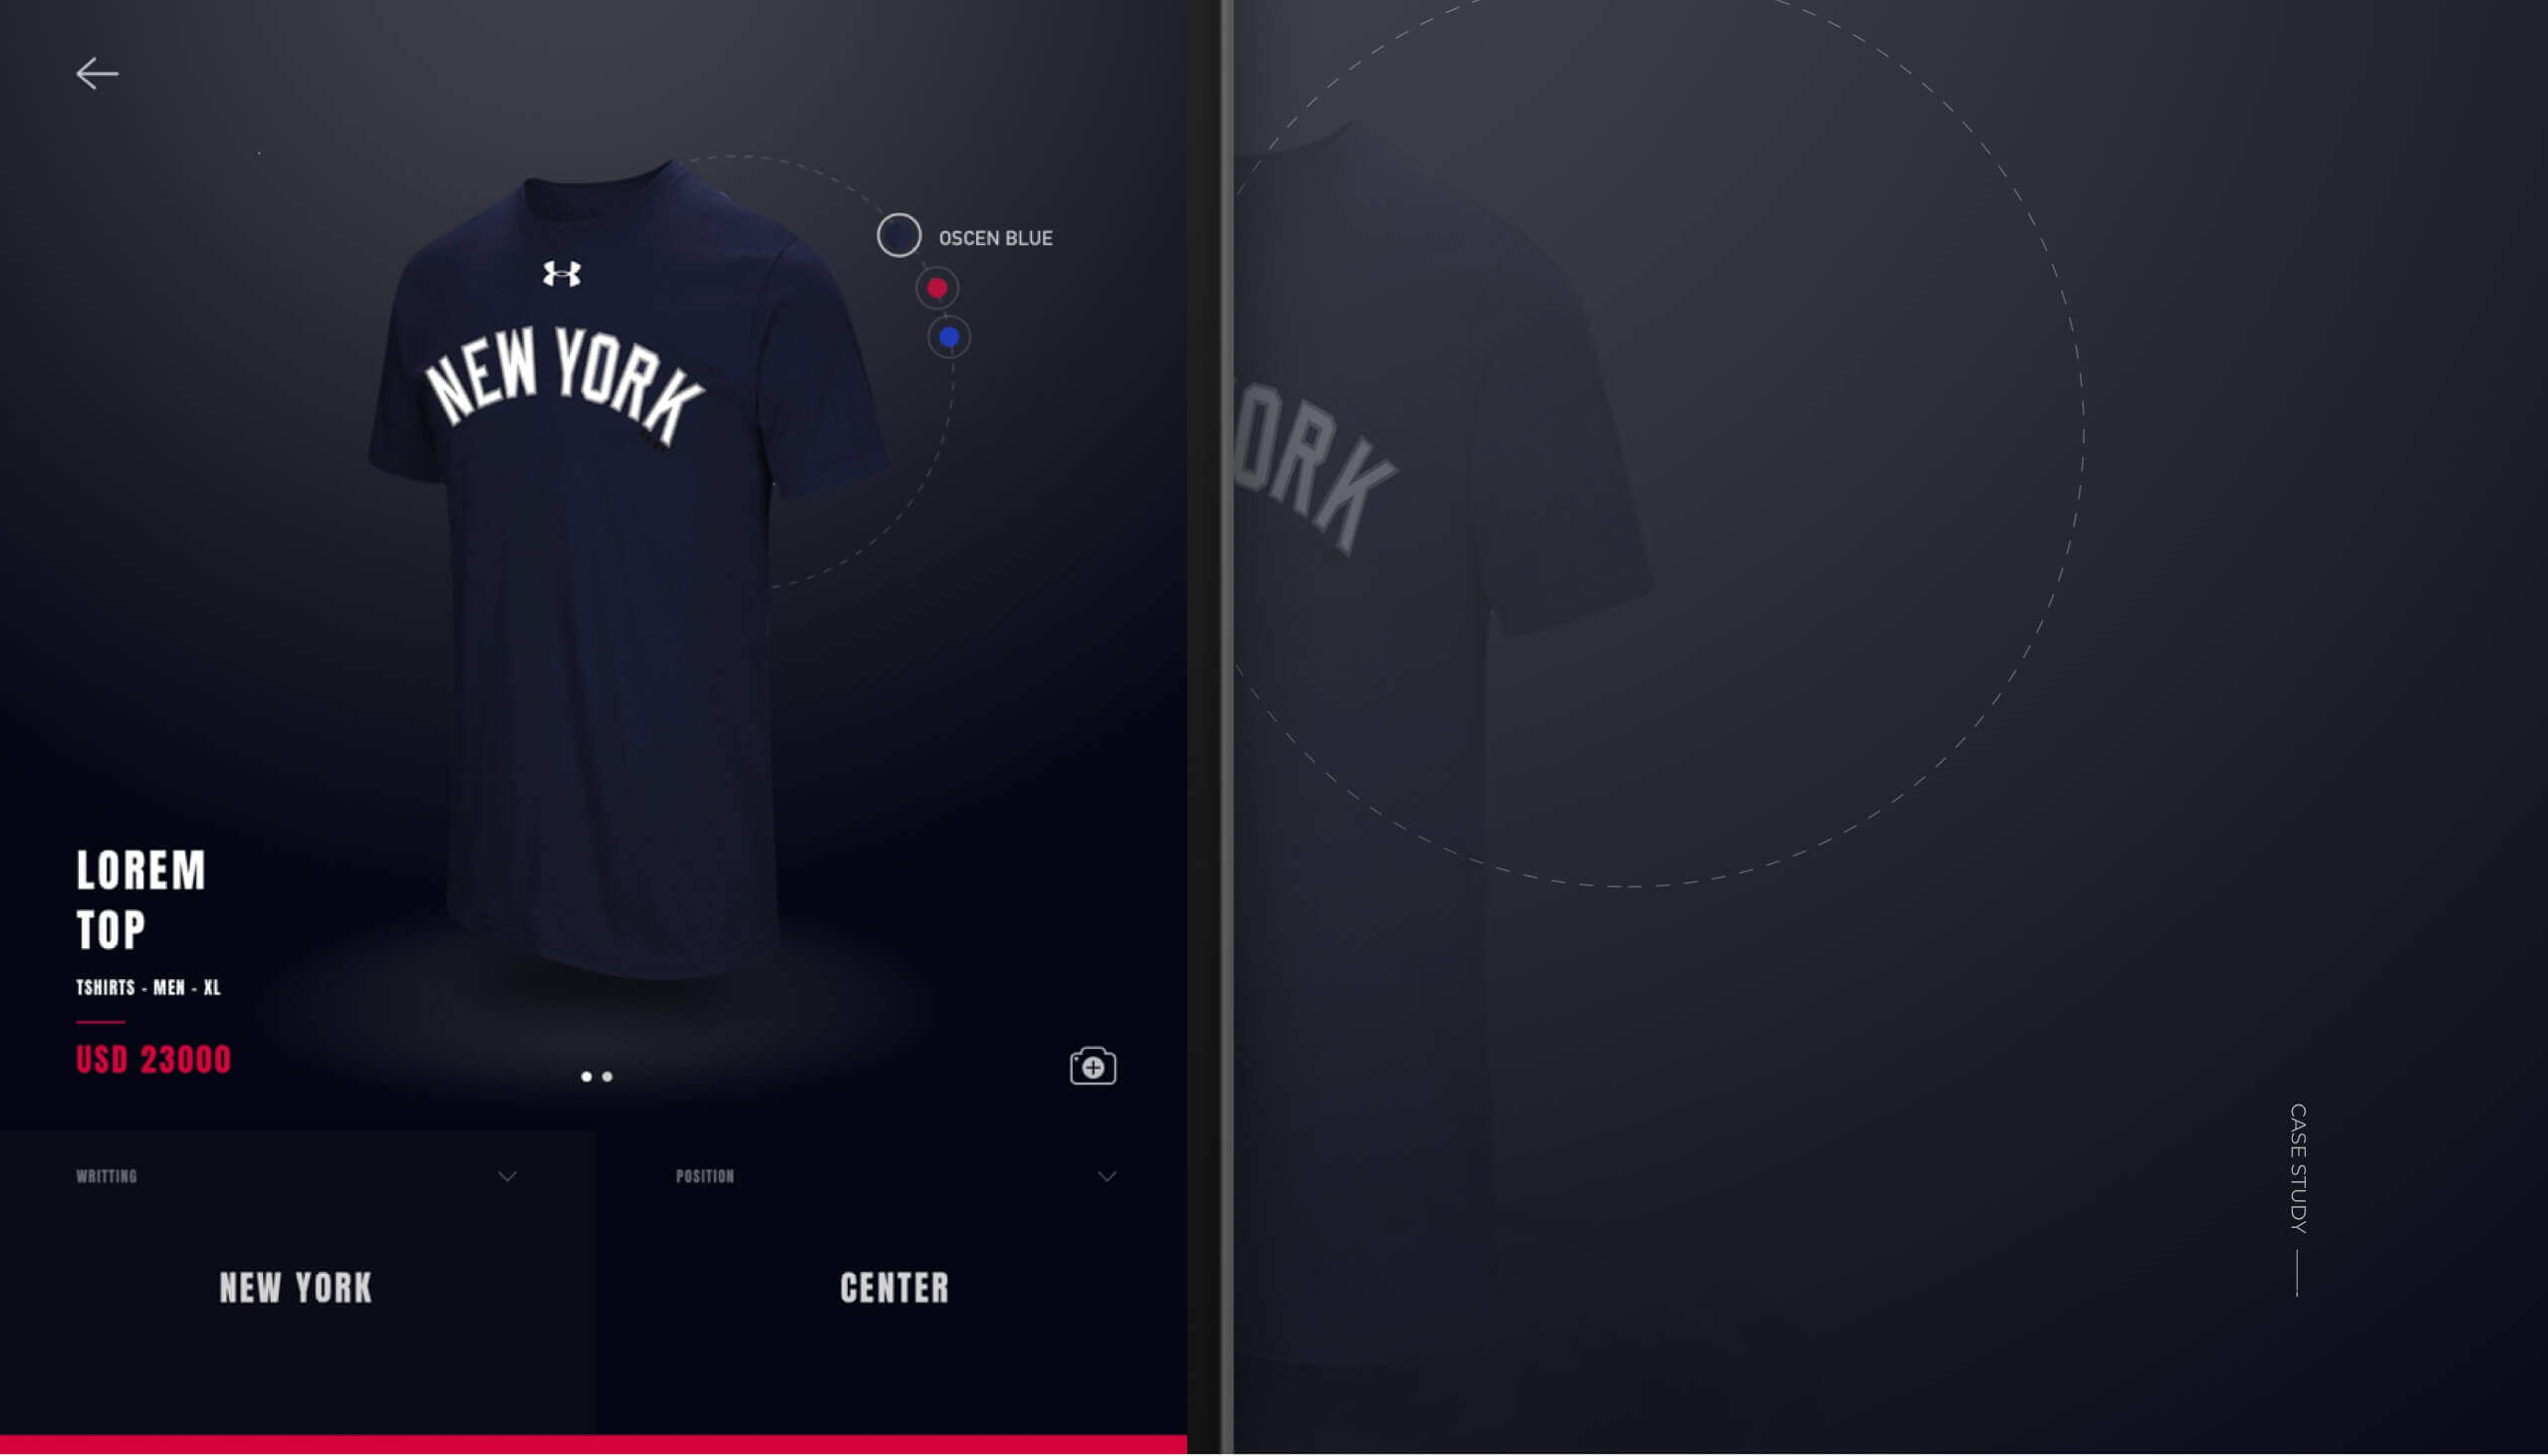 OSCEN BLUE
NEW YORK
ORK
LOREM
TOP
TSHIRTS - MEN - XL
USD 23000
WRITTING
POSITION
NEW YORK
CENTER
CASE STUDY